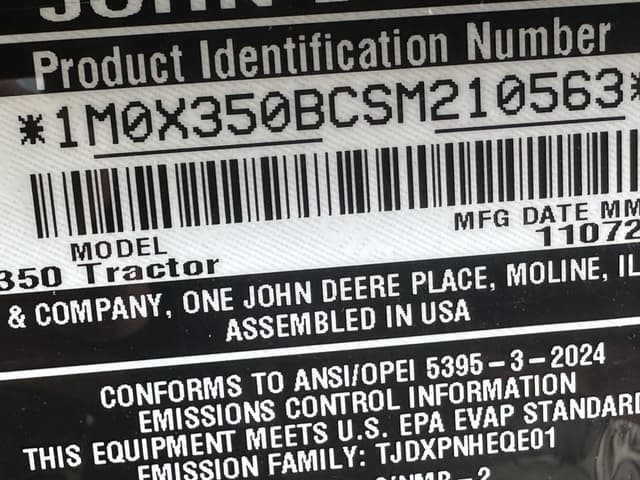 Product Identification Number
*1M0X350BCSM210563*
MODEL
MFG DATE MM
350 Tractor
11072
& COMPANY, ONE JOHN DEERE PLACE, MOLINE, IL
ASSEMBLED IN USA
CONFORMS TO ANSI/OPEI 5395-3-2024
EMISSIONS CONTROL INFORMATION
THIS EQUIPMENT MEETS U.S. EPA EVAP STANDARD
EMISSION FAMILY: TJDXPNHEQE01